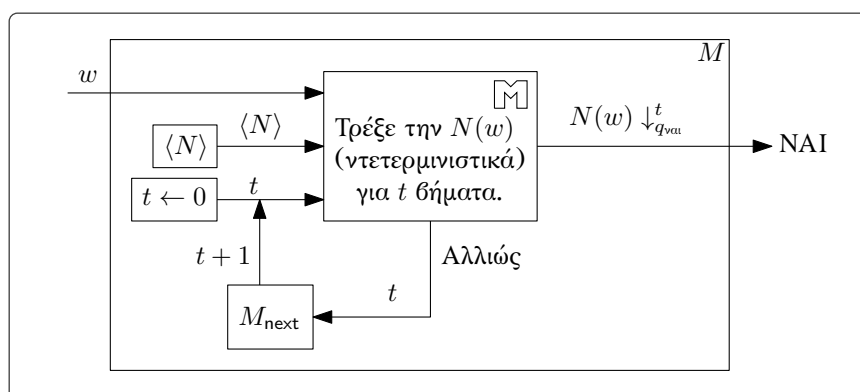 M
w
⟨N⟩
⟨N⟩
t ← 0
t
t + 1
M_next
t
Τρέξε την N(w)
(ντετερμινιστικά)
για t βήματα.
M
Αλλιώς
N(w) ↓^t_{q_ναι}
ΝΑΙ